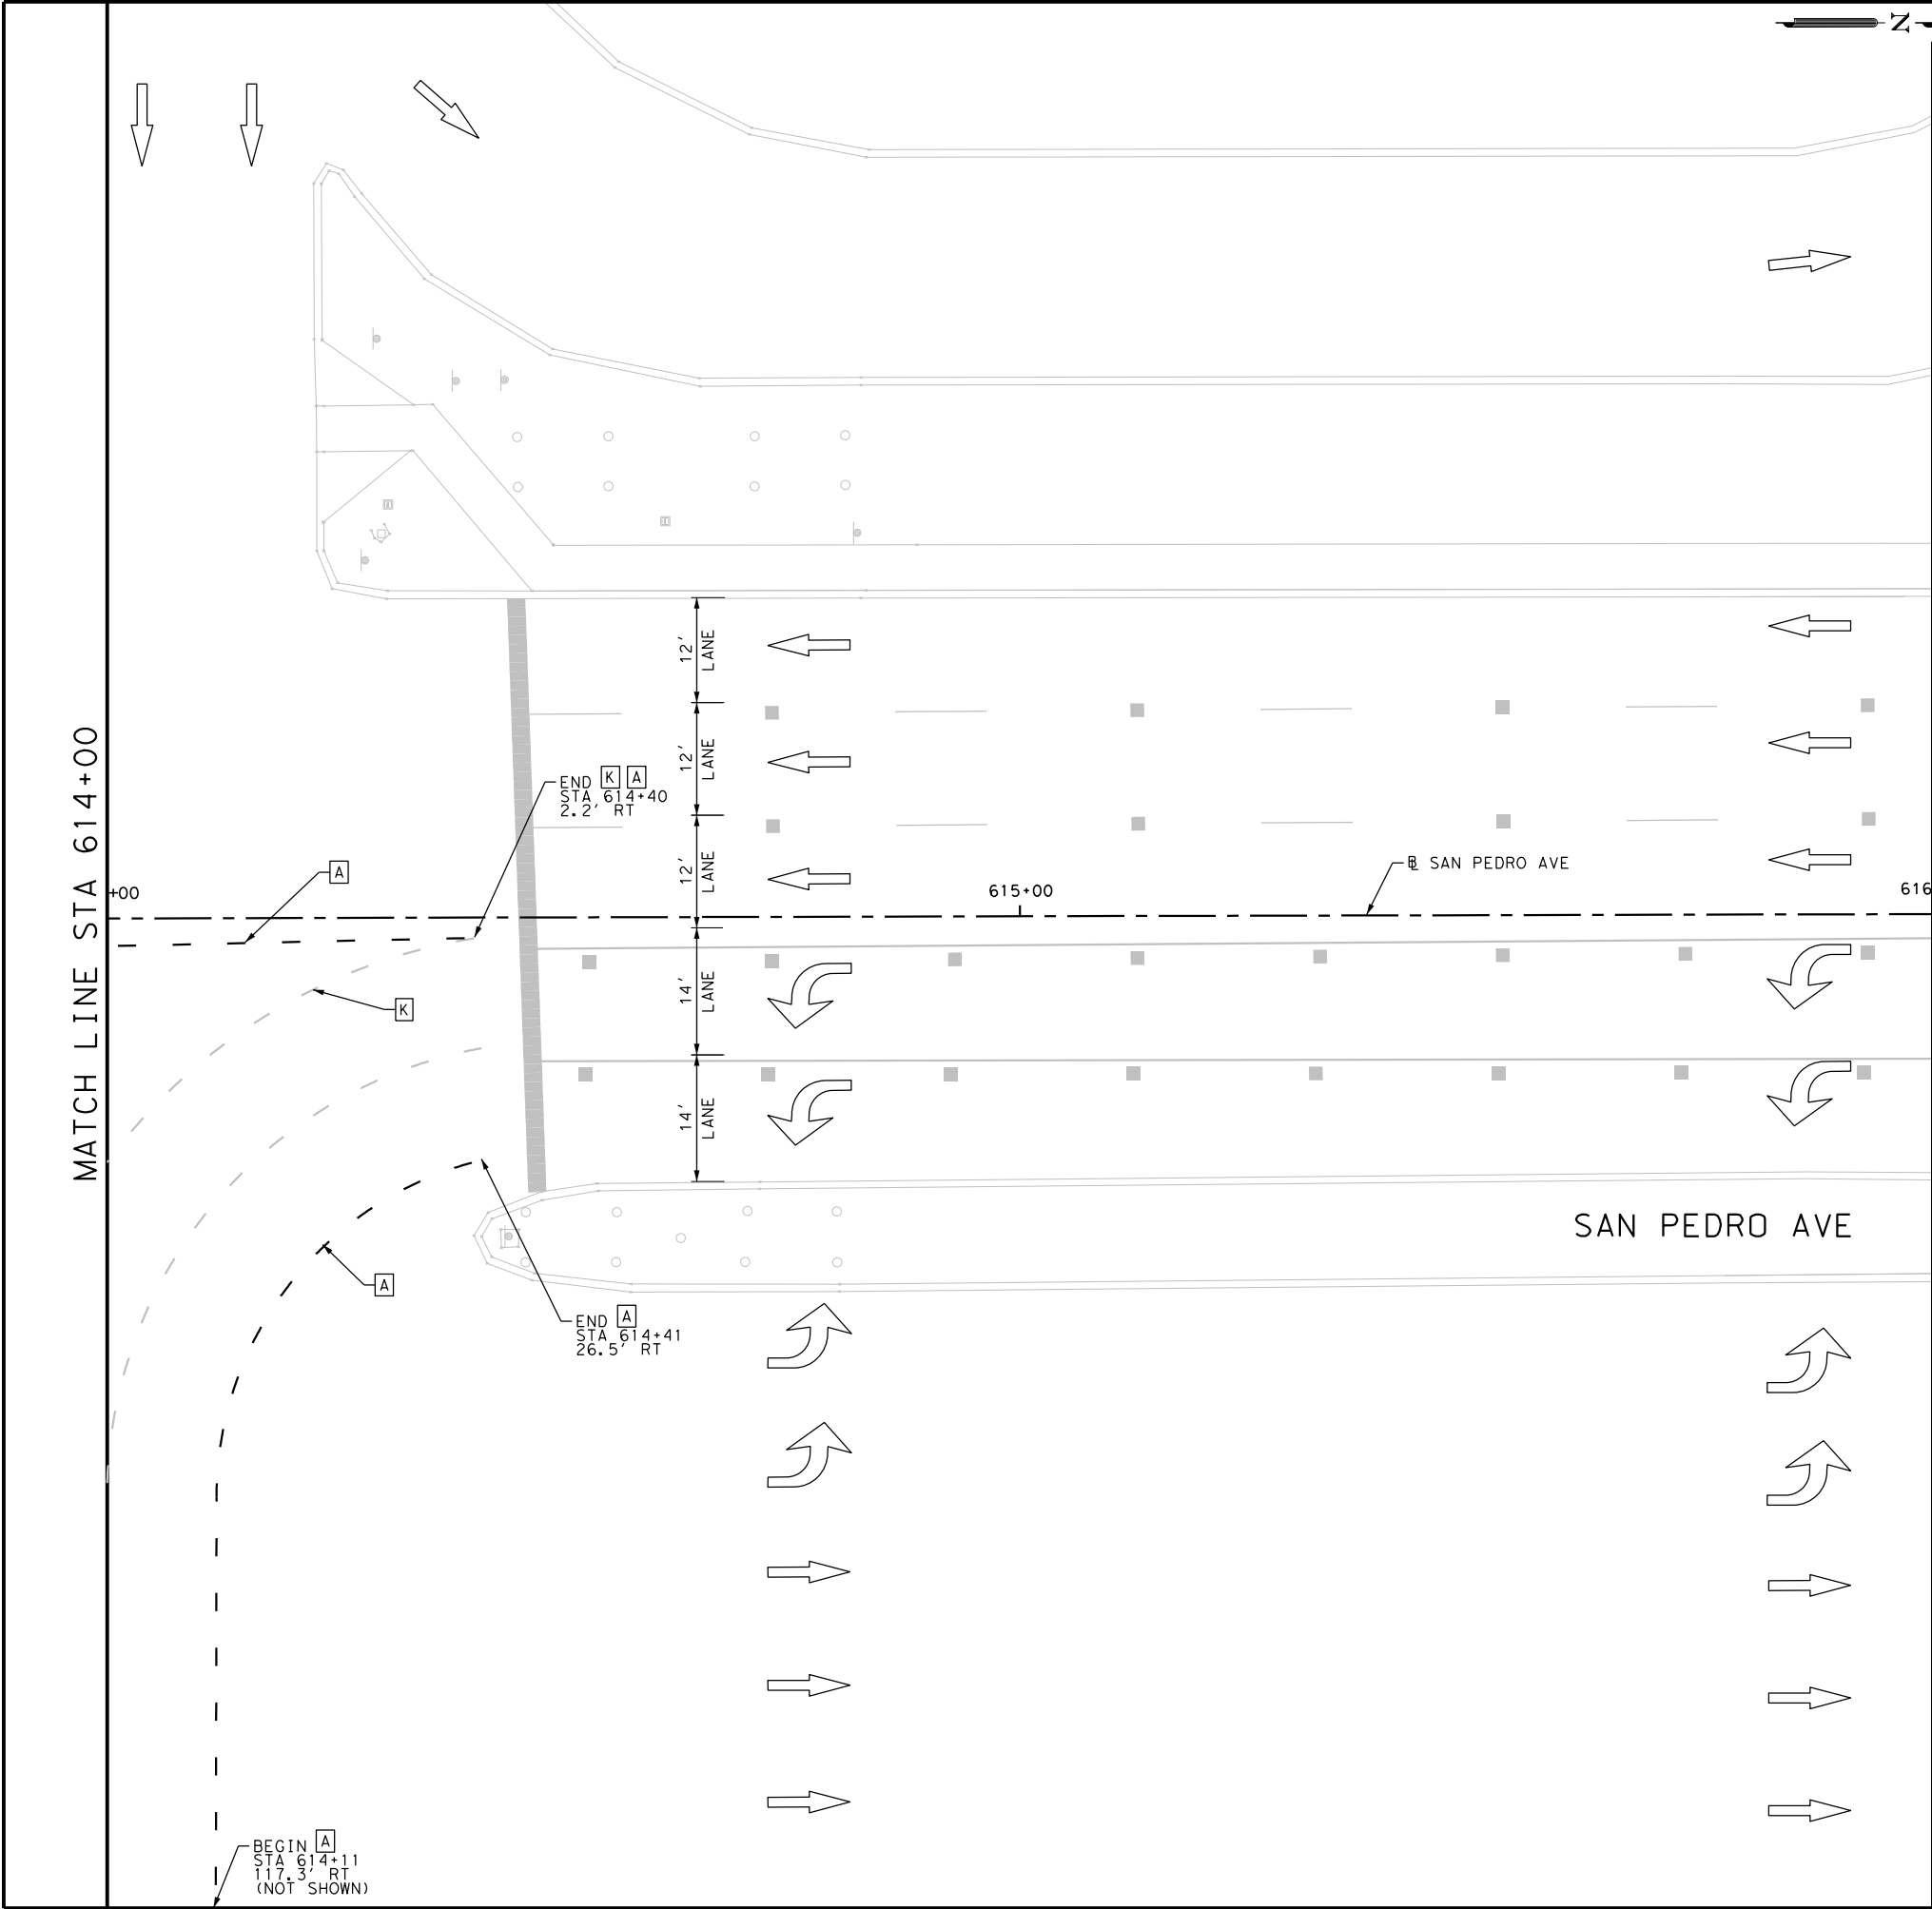 N
12' LANE
12' LANE
END K A
STA 614+40
2.2' RT
12' LANE
A
℄ SAN PEDRO AVE
+00
615+00
616
MATCH LINE STA 614+00
14' LANE
K
14' LANE
SAN PEDRO AVE
A
END A
STA 614+41
26.5' RT
BEGIN A
STA 614+11
117.3' RT
(NOT SHOWN)